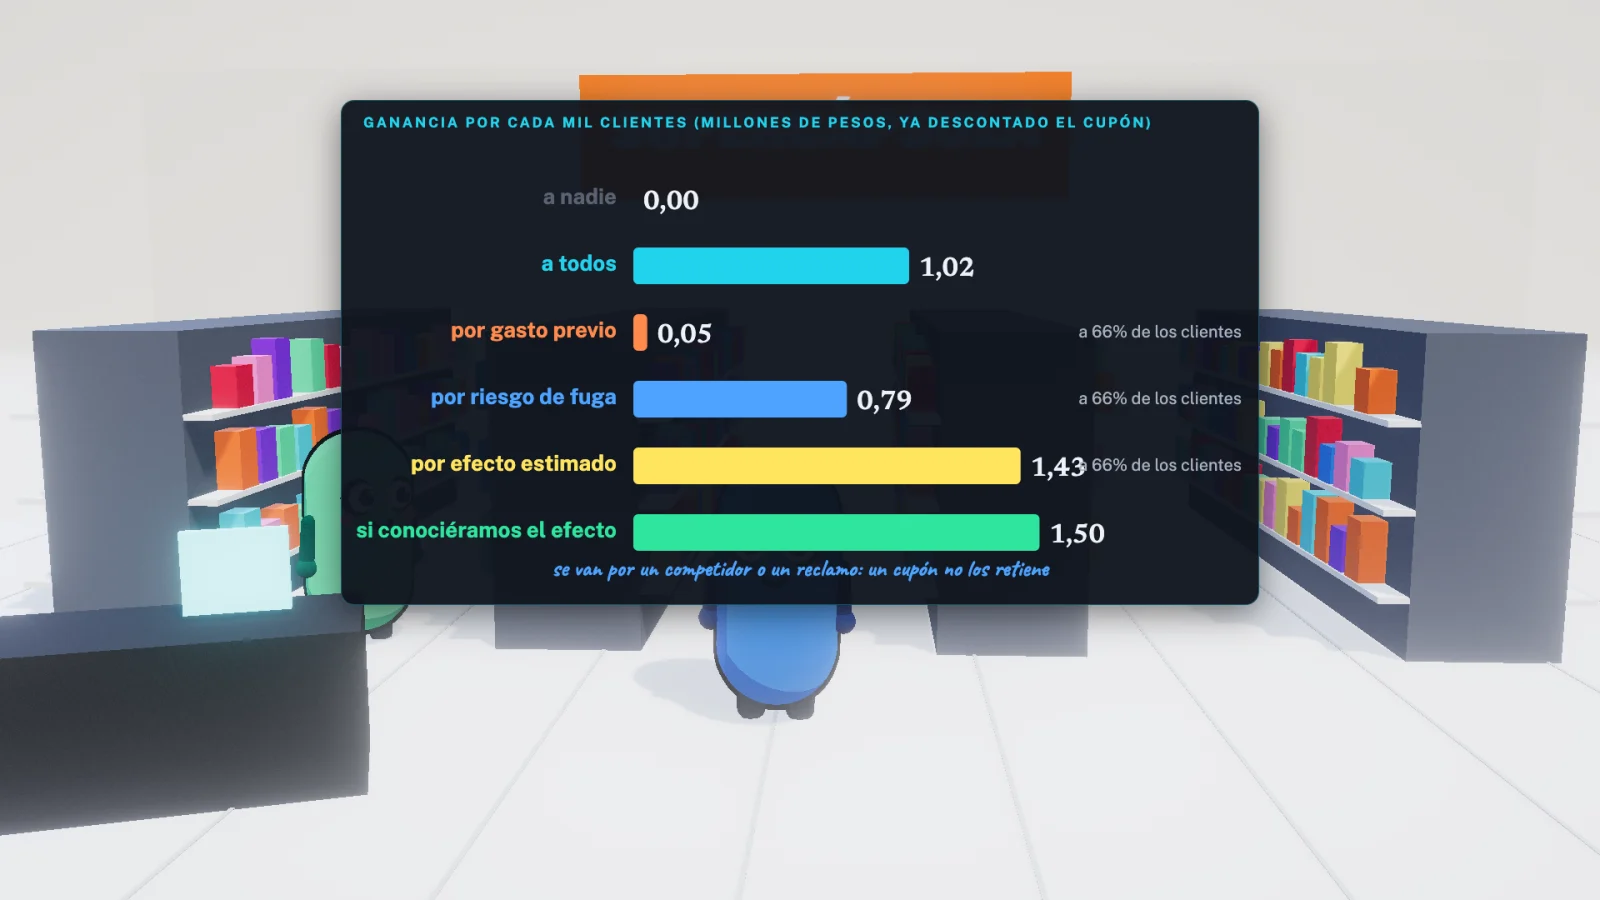 GANANCIA POR CADA MIL CLIENTES (MILLONES DE PESOS, YA DESCONTADO EL CUPÓN)
a nadie 0,00
a todos 1,02
por gasto previo 0,05 a 66% de los clientes
por riesgo de fuga 0,79 a 66% de los clientes
por efecto estimado 1,43 a 66% de los clientes
si conociéramos el efecto 1,50
se van por un competidor o un reclamo: un cupón no los retiene